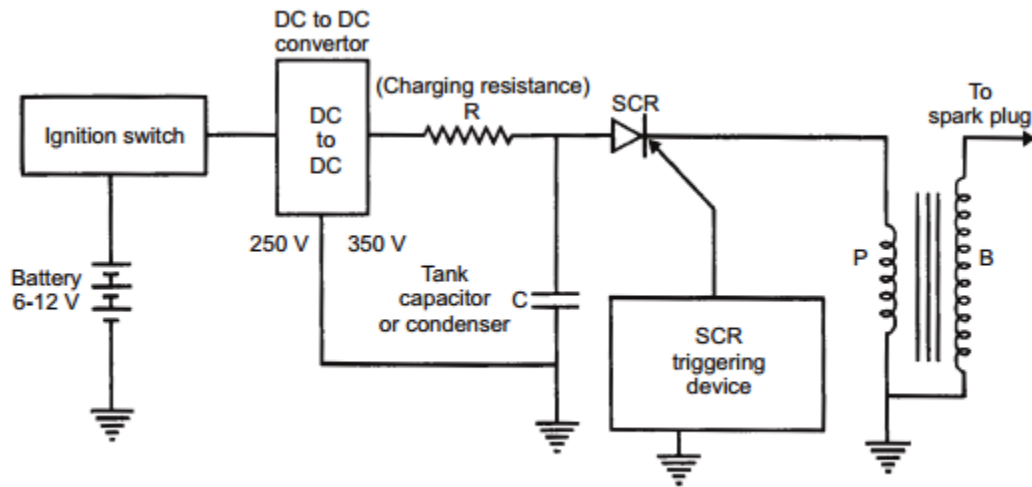 DC to DC
convertor
(Charging resistance)
R
SCR
To
spark plug
Ignition switch
DC
to
DC
250 V
350 V
Battery
6-12 V
Tank
capacitor
or condenser
C
SCR
triggering
device
P
B